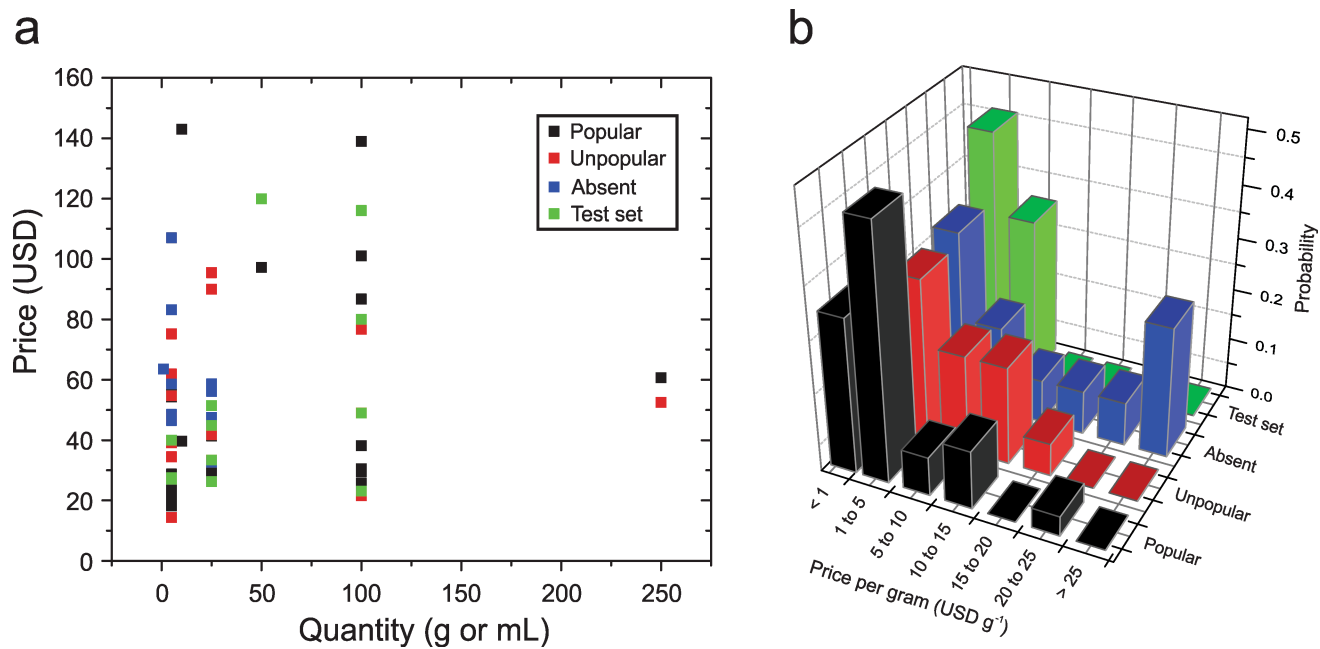 a
160
140
120
100
80
60
40
20
0
Price (USD)
0 50 100 150 200 250
Quantity (g or mL)
Popular
Unpopular
Absent
Test set
b
0.5
0.4
0.3
0.2
0.1
0.0
Probability
Test set
Absent
Unpopular
Popular
< 1
1 to 5
5 to 10
10 to 15
15 to 20
20 to 25
> 25
Price per gram (USD g⁻¹)